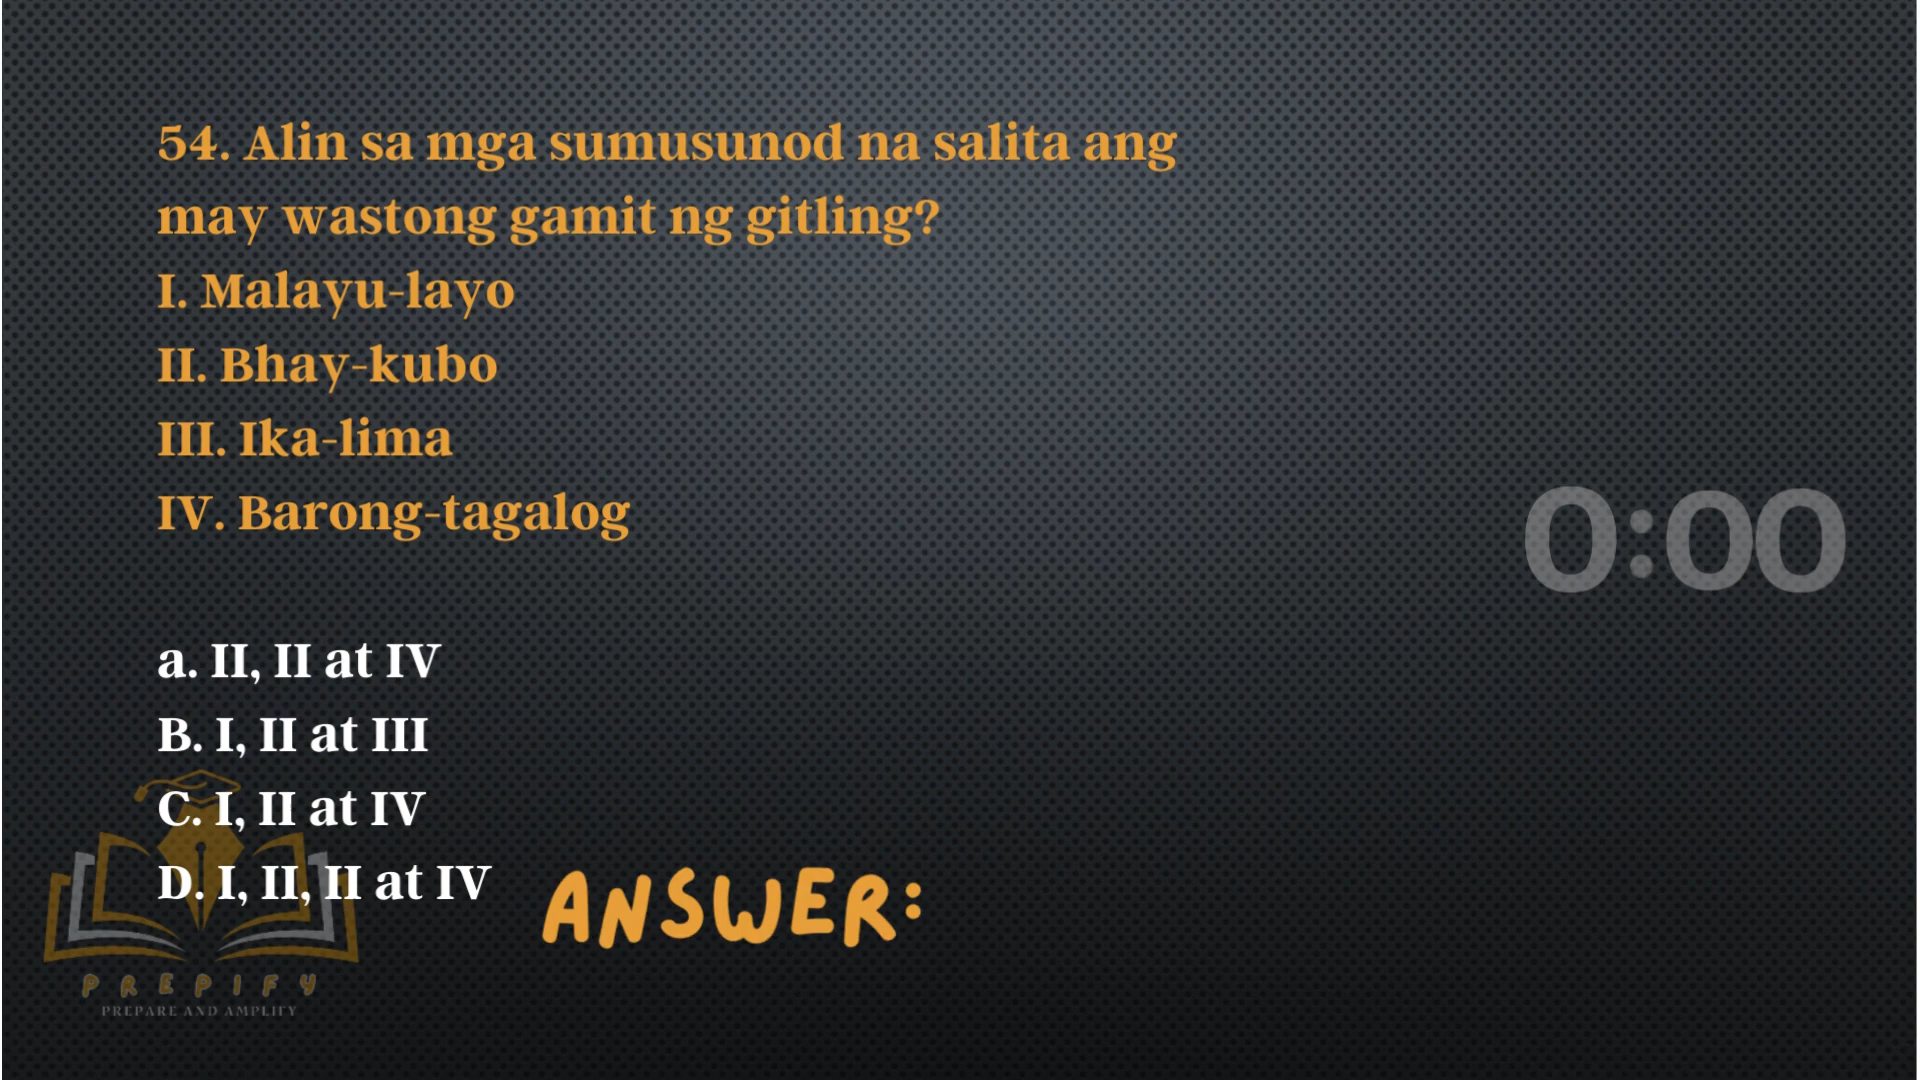 54. Alin sa mga sumusunod na salita ang
may wastong gamit ng gitling?
I. Malayu-layo
II. Bhay-kubo
III. Ika-lima
IV. Barong-tagalog
0:00
a. II, II at IV
B. I, II at III
C. I, II at IV
D. I, II, II at IV
ANSWER:
PREPIFY
PREPARE AND AMPLIFY